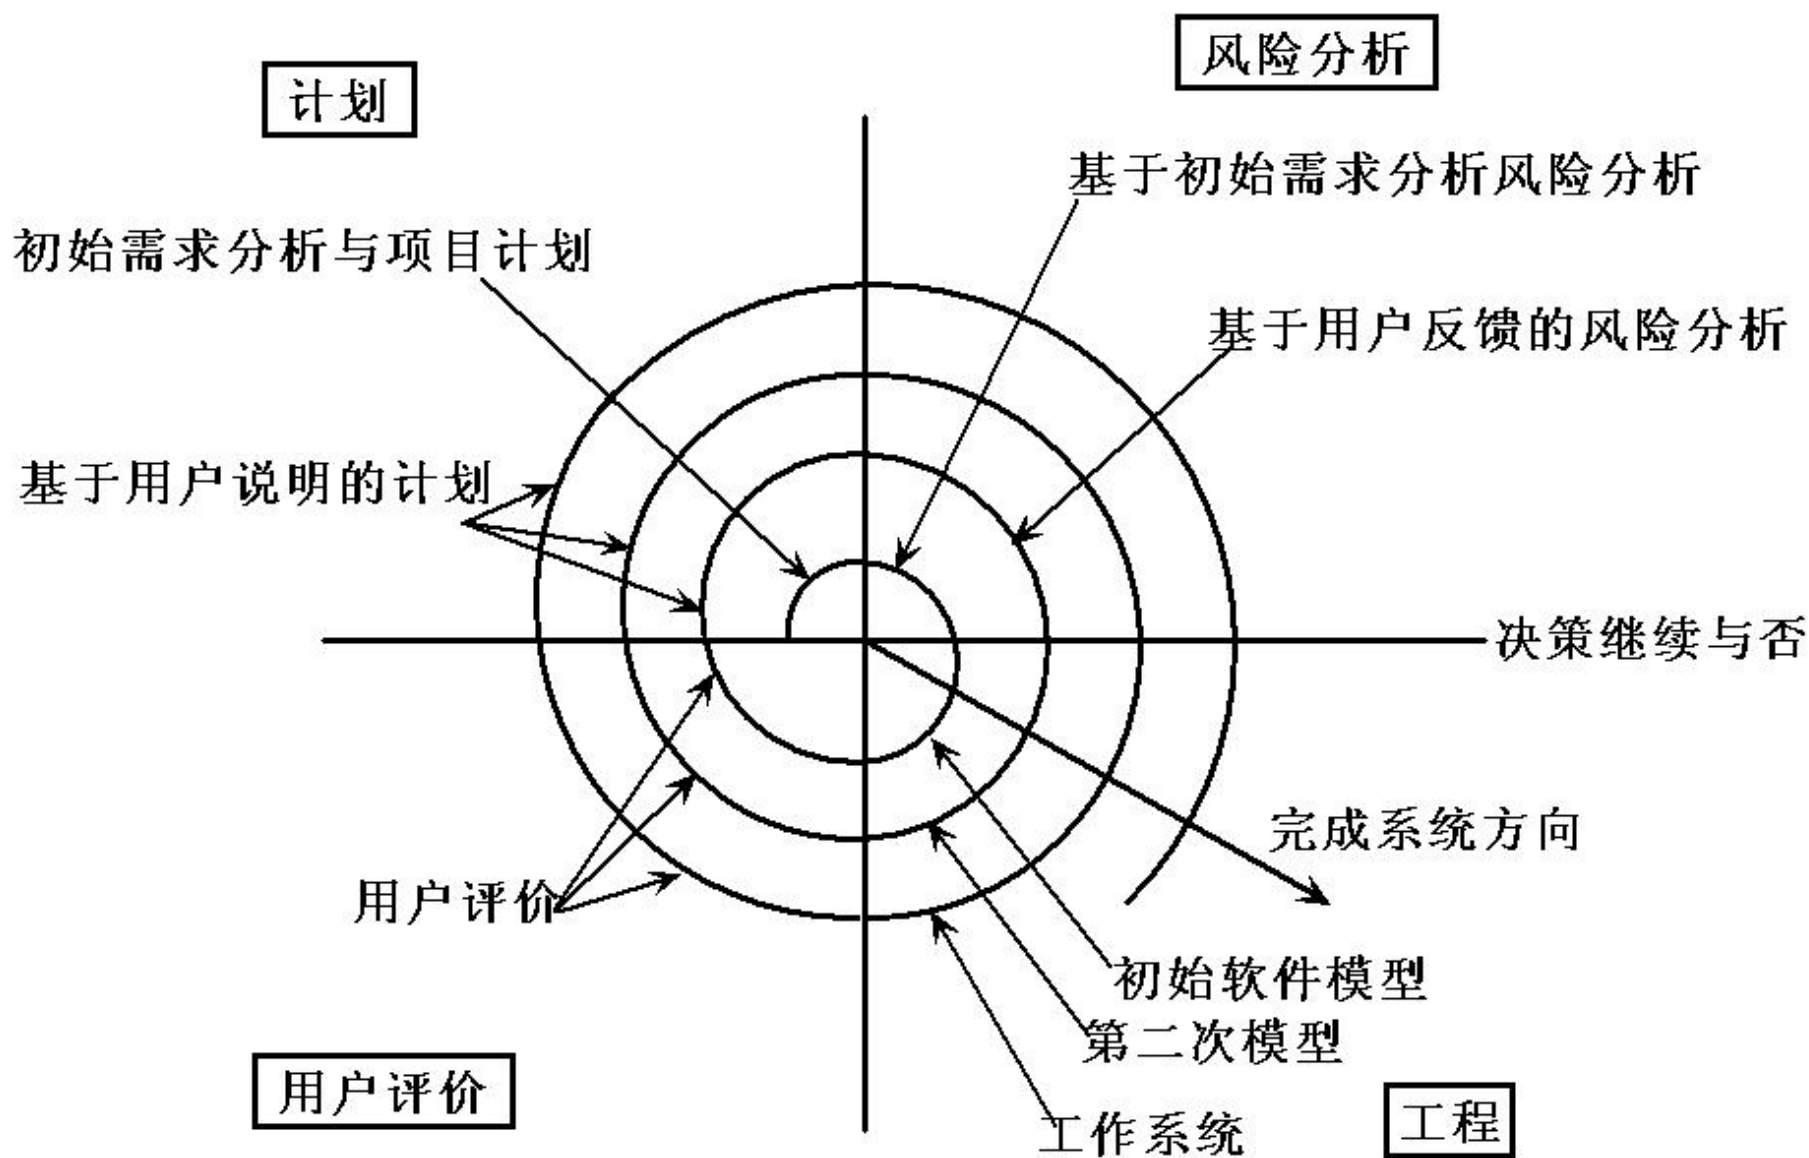 风险分析
计划
基于初始需求分析风险分析
初始需求分析与项目计划
基于用户反馈的风险分析
基于用户说明的计划
决策继续与否
完成系统方向
用户评价
初始软件模型
第二次模型
用户评价
工作系统
工程